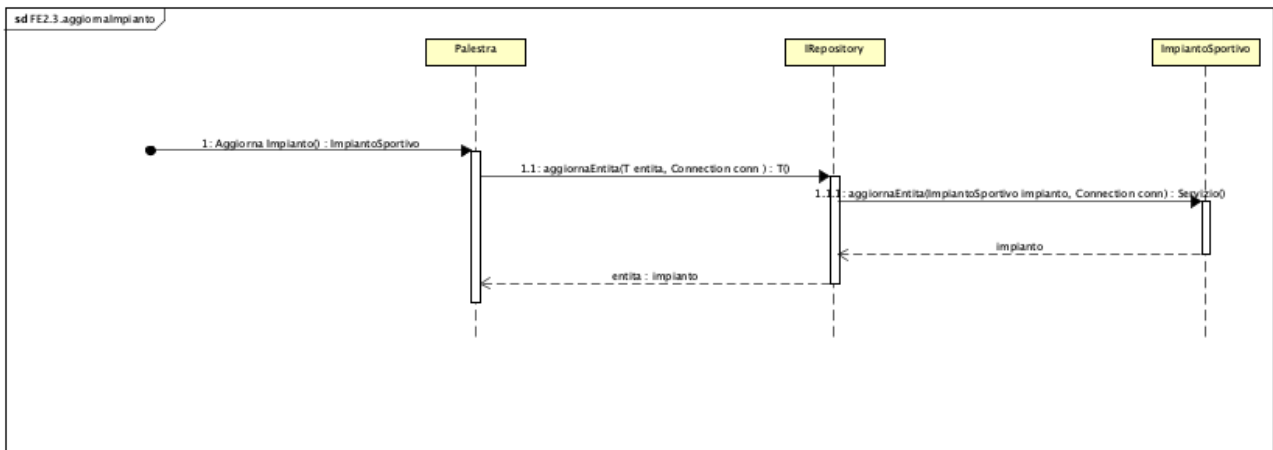 sd FE2.3.aggiornaImpianto
Palestra
IRepository
ImpiantoSportivo
1: Aggiorna Impianto() : ImpiantoSportivo
1.1: aggiornaEntita(T entita, Connection conn ) : T()
1.1.1: aggiornaEntita(ImpiantoSportivo impianto, Connection conn) : Servizio()
impianto
entita : impianto